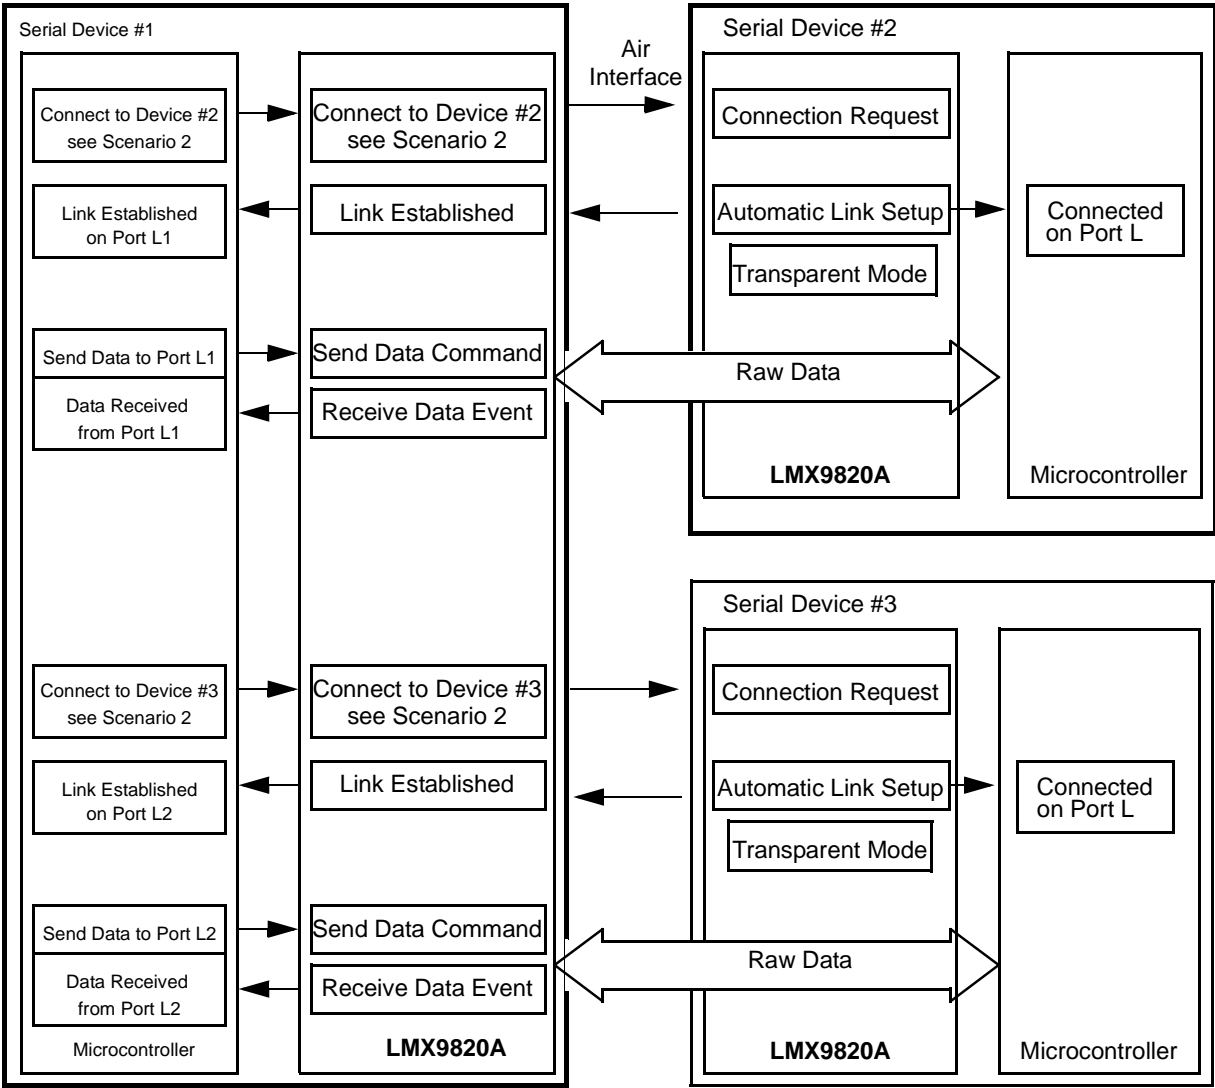 Serial Device #1
Connect to Device #2
see Scenario 2
Link Established
on Port L1
Send Data to Port L1
Data Received
from Port L1
Connect to Device #3
see Scenario 2
Link Established
on Port L2
Send Data to Port L2
Data Received
from Port L2
Microcontroller
Connect to Device #2
see Scenario 2
Link Established
Send Data Command
Receive Data Event
Connect to Device #3
see Scenario 2
Link Established
Send Data Command
Receive Data Event
LMX9820A
Air
Interface
Serial Device #2
Connection Request
Automatic Link Setup
Transparent Mode
Raw Data
LMX9820A
Connected
on Port L
Microcontroller
Serial Device #3
Connection Request
Automatic Link Setup
Transparent Mode
Raw Data
LMX9820A
Connected
on Port L
Microcontroller